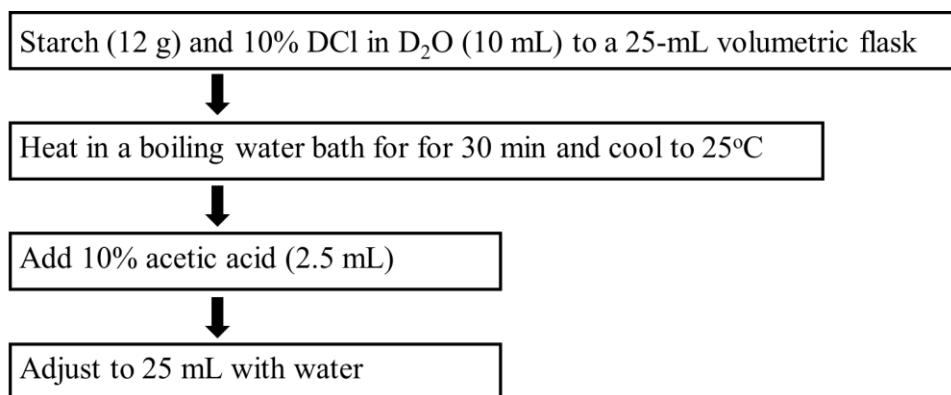 Starch (12 g) and 10% DCl in D₂O (10 mL) to a 25-mL volumetric flask
Heat in a boiling water bath for for 30 min and cool to 25°C
Add 10% acetic acid (2.5 mL)
Adjust to 25 mL with water